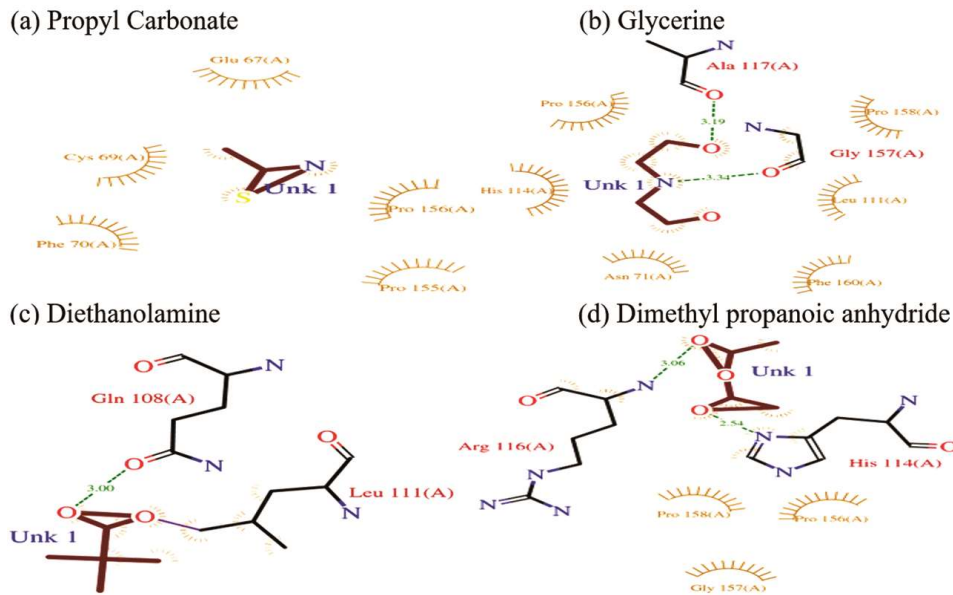 (a) Propyl Carbonate
Glu 67(A)
Cys 69(A)
N
S
Unk 1
Pro 156(A)
Phe 70(A)
Pro 155(A)
(b) Glycerine
N
Ala 117(A)
O
Pro 156(A)
3.19
Pro 158(A)
O
N
Gly 157(A)
His 114(A)
Unk 1
N
3.34
O
Leu 111(A)
O
Asn 71(A)
Phe 160(A)
(c) Diethanolamine
O
N
Gln 108(A)
O
N
3.00
Leu 111(A)
O
N
O
O
Unk 1
(d) Dimethyl propanoic anhydride
O
3.06
Unk 1
N
O
O
O
2.54
N
N
Arg 116(A)
N
O
His 114(A)
N
N
N
N
Pro 158(A)
Pro 156(A)
Gly 157(A)